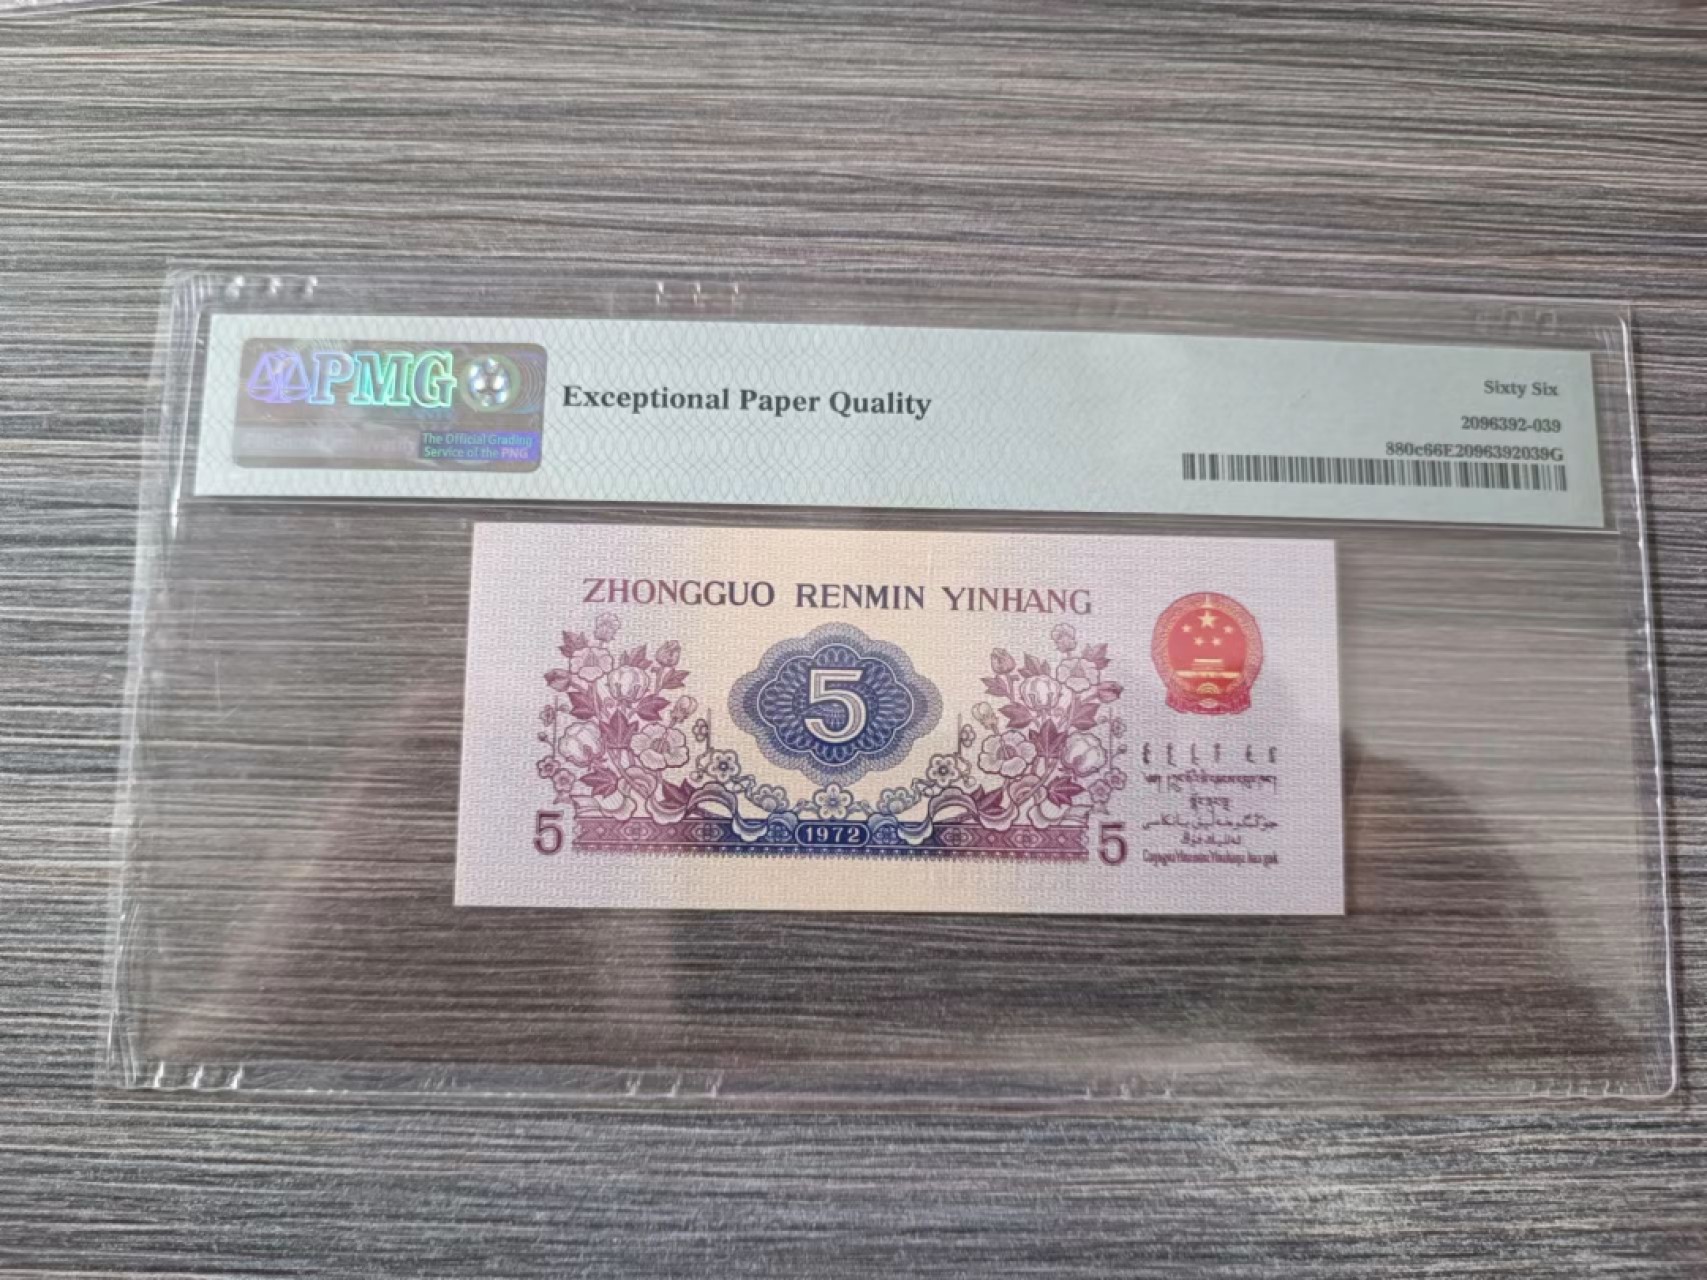 PMG
The Official Grading
Service of the PNG
Exceptional Paper Quality
Sixty Six
2096392-039
880c66E2096392039G
ZHONGGUO RENMIN YINHANG
5
1972
5
5